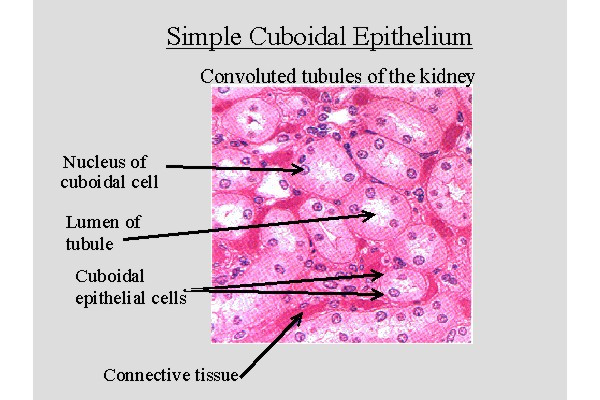 Simple Cuboidal Epithelium
Convoluted tubules of the kidney
Nucleus of
cuboidal cell
Lumen of
tubule
Cuboidal
epithelial cells
Connective tissue